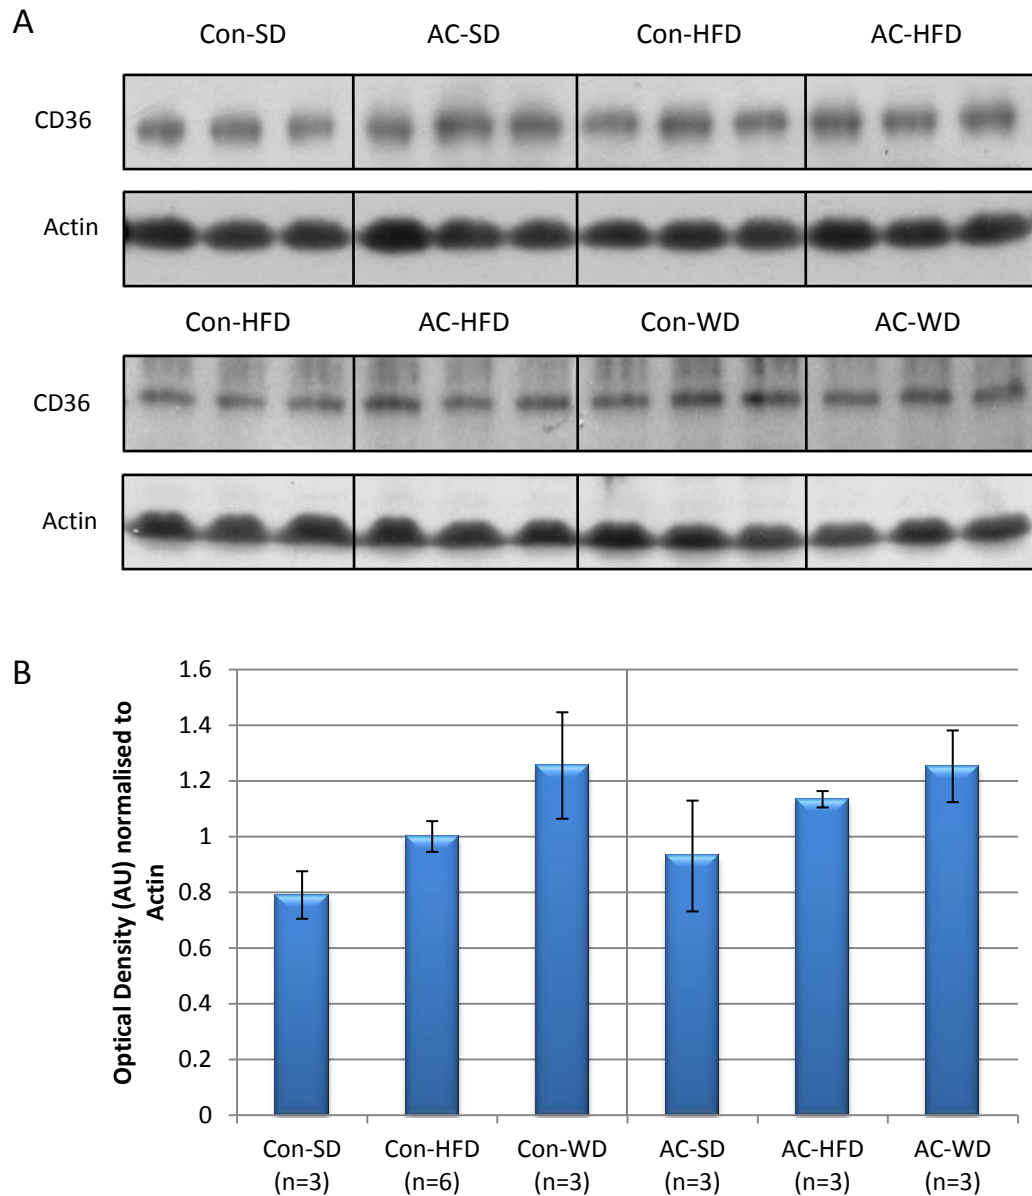 A
Con-SD AC-SD Con-HFD AC-HFD
CD36
Actin
Con-HFD AC-HFD Con-WD AC-WD
CD36
Actin
B
Optical Density (AU) normalised to
Actin
1.6
1.4
1.2
1
0.8
0.6
0.4
0.2
0
Con-SD Con-HFD Con-WD AC-SD AC-HFD AC-WD
(n=3) (n=6) (n=3) (n=3) (n=3) (n=3)